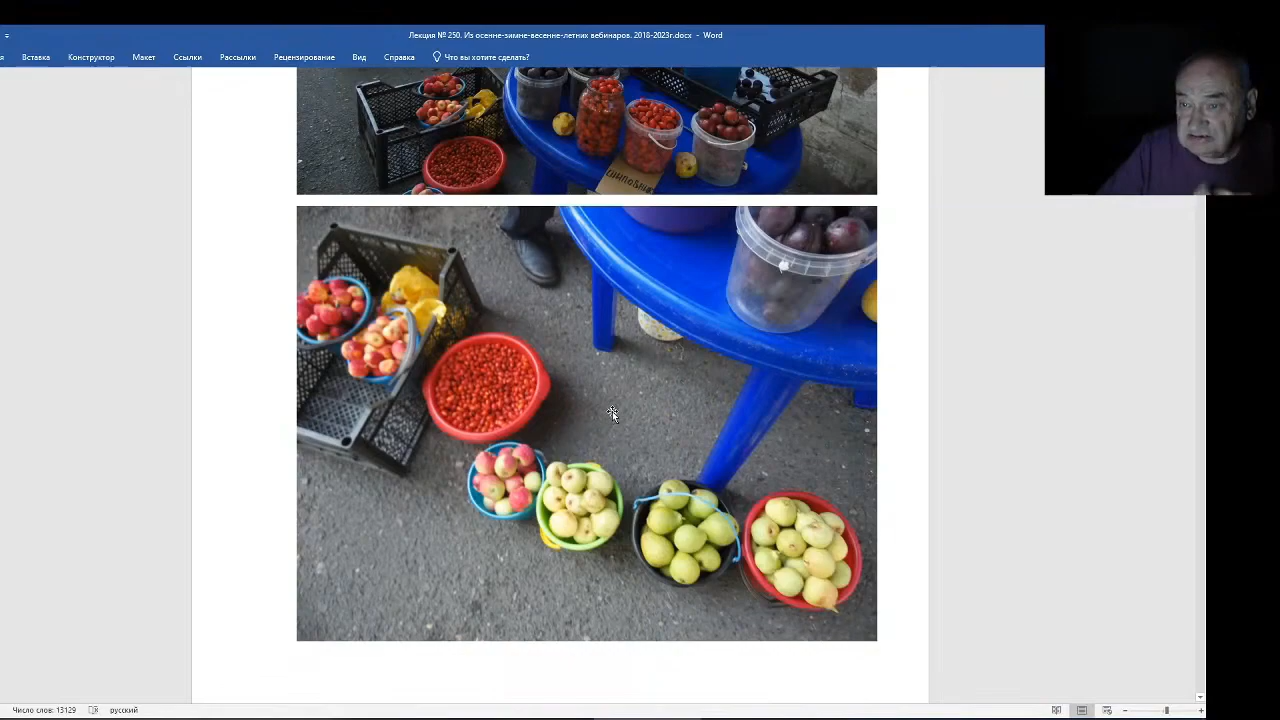 Лекция № 250. Из осенне-зимне-весенне-летних вебинаров. 2018-2023г.docx - Word
Вставка Конструктор Макет Ссылки Рассылки Рецензирование Вид Справка Что вы хотите сделать?
ШИПОВНИК
Число слов: 13129 русский